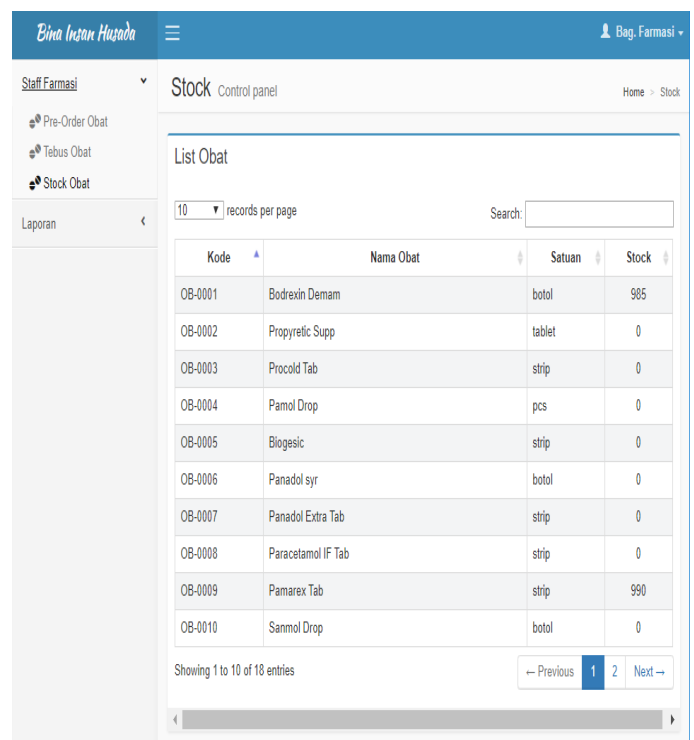 Bina Insan Husada
Bag. Farmasi
Staff Farmasi
Pre-Order Obat
Tebus Obat
Stock Obat
Laporan
Stock Control panel
Home > Stock
List Obat
10 records per page
Search:
Kode Nama Obat Satuan Stock
OB-0001 Bodrexin Demam botol 985
OB-0002 Propyretic Supp tablet 0
OB-0003 Procold Tab strip 0
OB-0004 Pamol Drop pcs 0
OB-0005 Biogesic strip 0
OB-0006 Panadol syr botol 0
OB-0007 Panadol Extra Tab strip 0
OB-0008 Paracetamol IF Tab strip 0
OB-0009 Pamarex Tab strip 990
OB-0010 Sanmol Drop botol 0
Showing 1 to 10 of 18 entries
← Previous 1 2 Next →